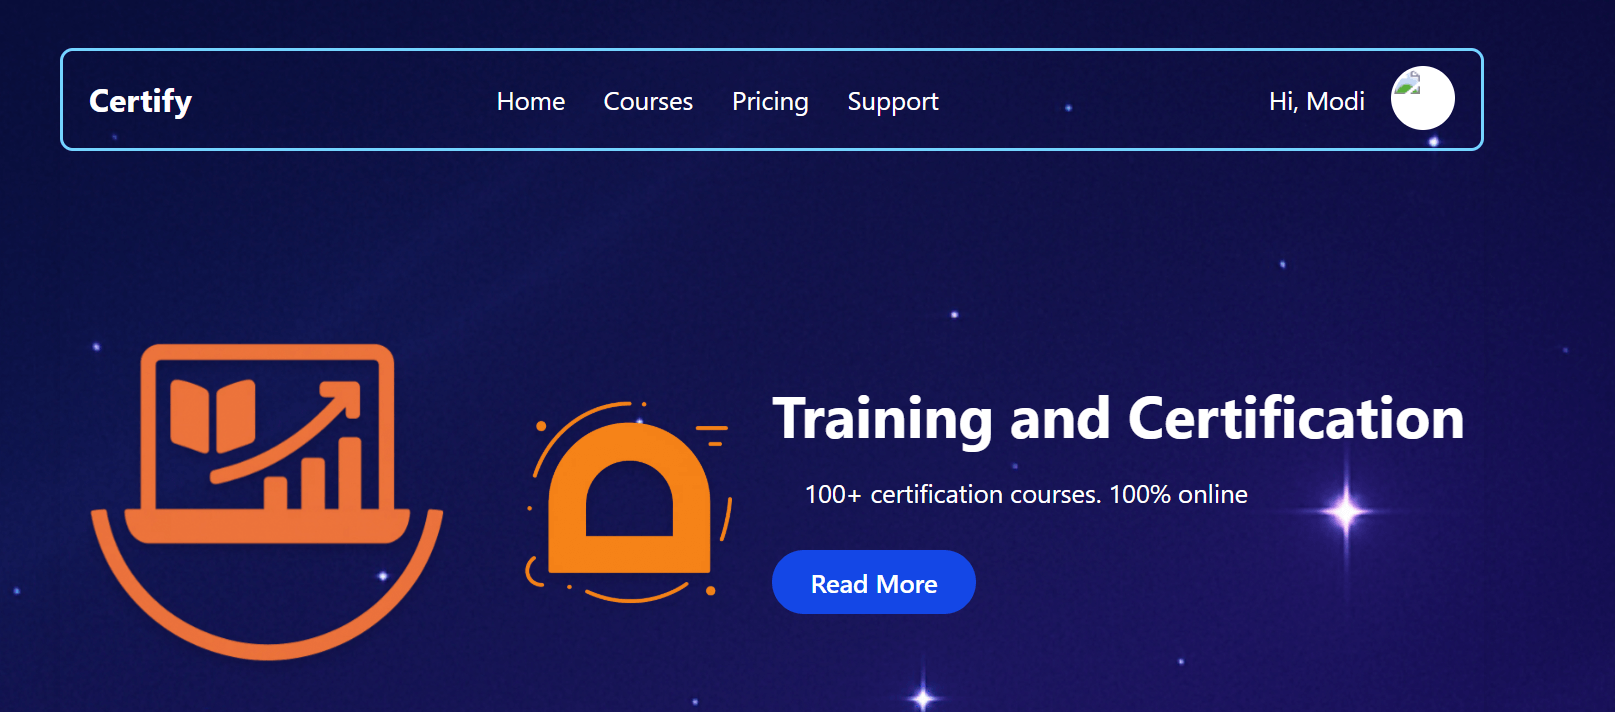 Certify
Home Courses Pricing Support
Hi, Modi
Training and Certification
100+ certification courses. 100% online
Read More